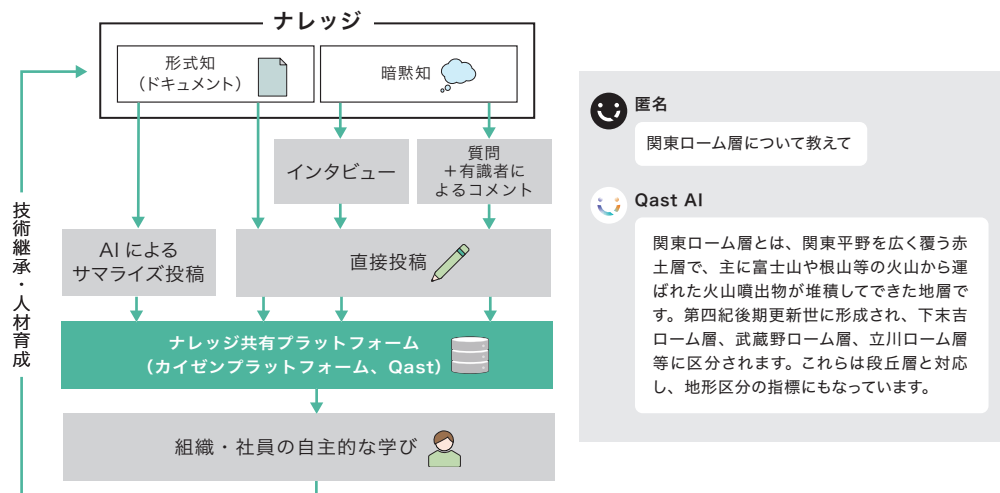 ナレッジ
形式知
（ドキュメント）
暗黙知
インタビュー
質問
＋有識者に
よるコメント
AI による
サマライズ投稿
直接投稿
技術継承・人材育成
ナレッジ共有プラットフォーム
（カイゼンプラットフォーム、Qast）
組織・社員の自主的な学び
匿名
関東ローム層について教えて
Qast AI
関東ローム層とは、関東平野を広く覆う赤
土層で、主に富士山や根山等の火山から運
ばれた火山噴出物が堆積してできた地層で
す。第四紀後期更新世に形成され、下末吉
ローム層、武蔵野ローム層、立川ローム層
等に区分されます。これらは段丘層と対応
し、地形区分の指標にもなっています。